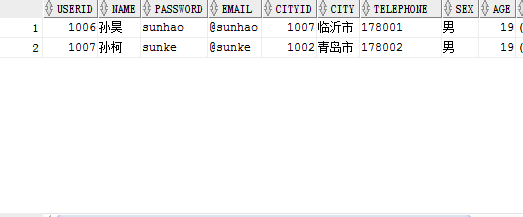 USERID NAME PASSWORD EMAIL CITYID CITY TELEPHONE SEX AGE
1 1006 孙昊 sunhao @sunhao 1007 临沂市 178001 男 19 (
2 1007 孙柯 sunke @sunke 1002 青岛市 178002 男 19 (